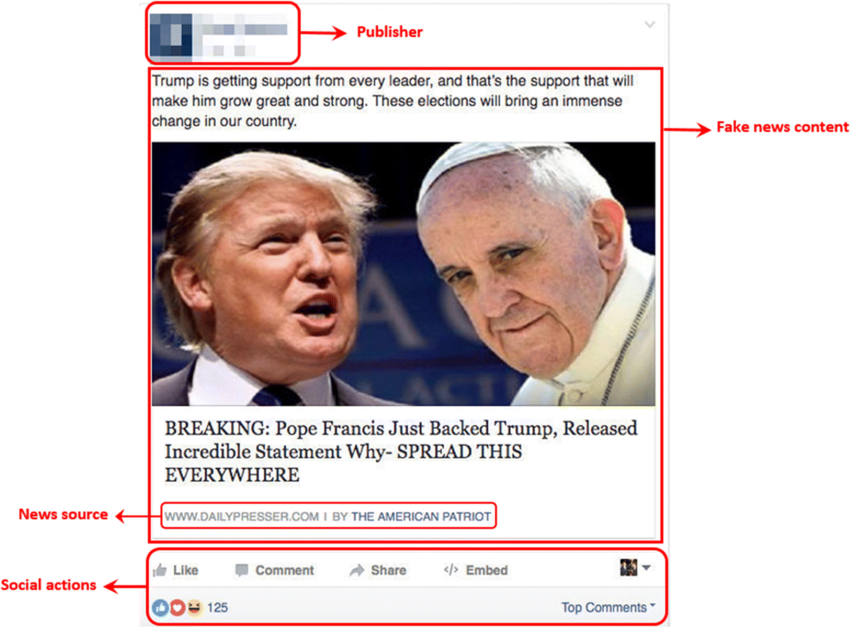 Publisher
Trump is getting support from every leader, and that's the support that will
make him grow great and strong. These elections will bring an immense
change in our country.
Fake news content
BREAKING: Pope Francis Just Backed Trump, Released
Incredible Statement Why- SPREAD THIS
EVERYWHERE
News source
WWW.DAILYPRESSER.COM I BY THE AMERICAN PATRIOT
Social actions
Like Comment Share </> Embed
125 Top Comments